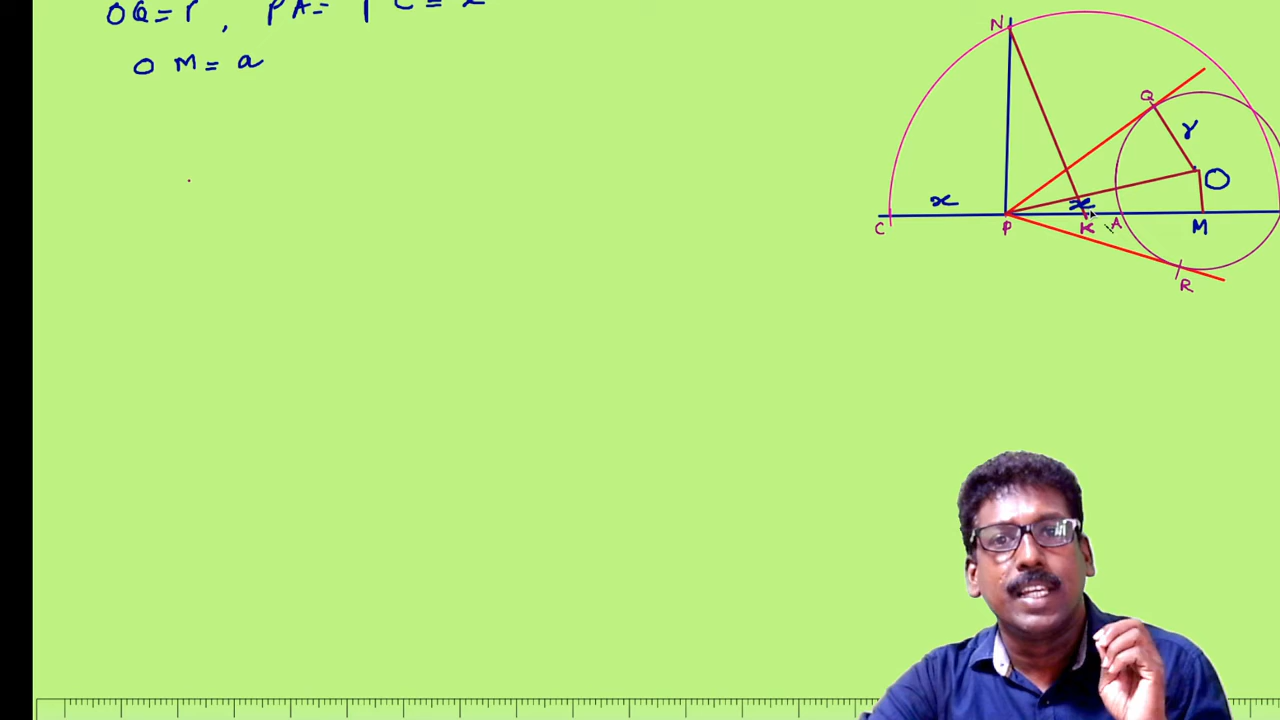 OQ = r, PA = PC = x
OM = a
N
Q
r
O
x
x
C
P
K
A
M
R